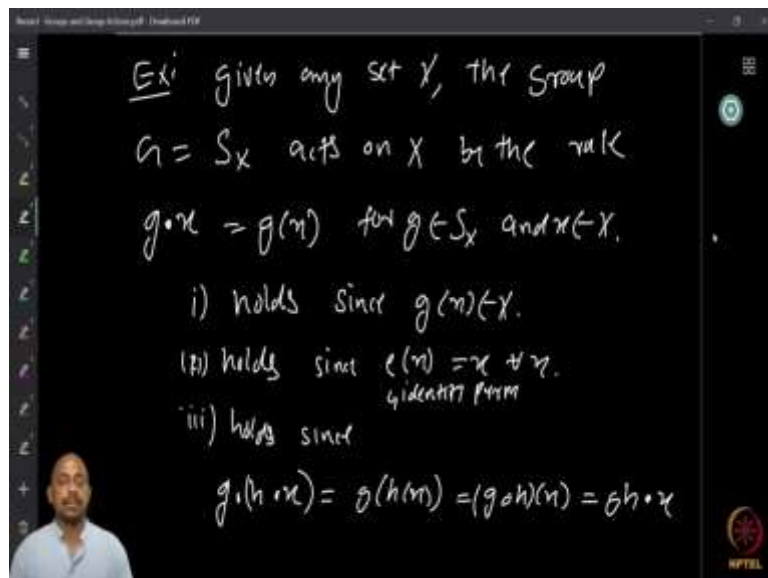 Ex: given any set X, the group
G = S_X acts on X by the rule
g·x = g(x) for g∈S_X and x∈X.
i) holds since g(x)∈X.
(ii) holds since e(x) = x ∀ x.
↳ identity perm
iii) holds since
g·(h·x) = g(h(x)) = (g∘h)(x) = gh·x
NPTEL